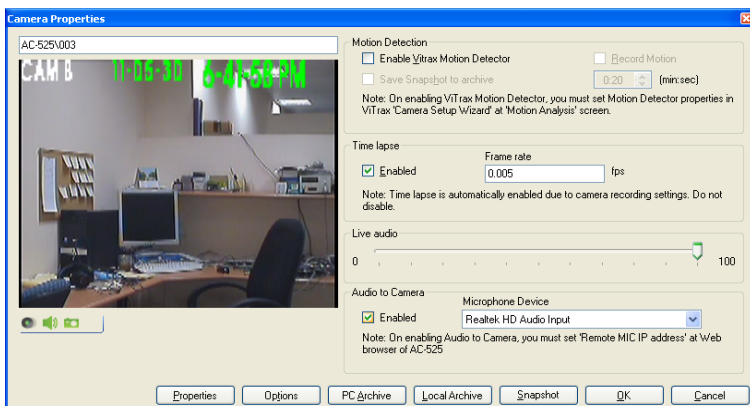 Camera Properties
AC-525\003
CAM B 11-05-30 6-41-58 PM
Motion Detection
Enable Vitrax Motion Detector
Record Motion
Save Snapshot to archive
0:20 (min:sec)
Note: On enabling ViTrax Motion Detector, you must set Motion Detector properties in
ViTrax 'Camera Setup Wizard' at 'Motion Analysis' screen.
Time lapse
Frame rate
Enabled
0.005 fps
Note: Time lapse is automatically enabled due to camera recording settings. Do not
disable.
Live audio
0 100
Audio to Camera
Microphone Device
Enabled
Realtek HD Audio Input
Note: On enabling Audio to Camera, you must set 'Remote MIC IP address' at Web
browser of AC-525
Properties Options PC Archive Local Archive Snapshot OK Cancel